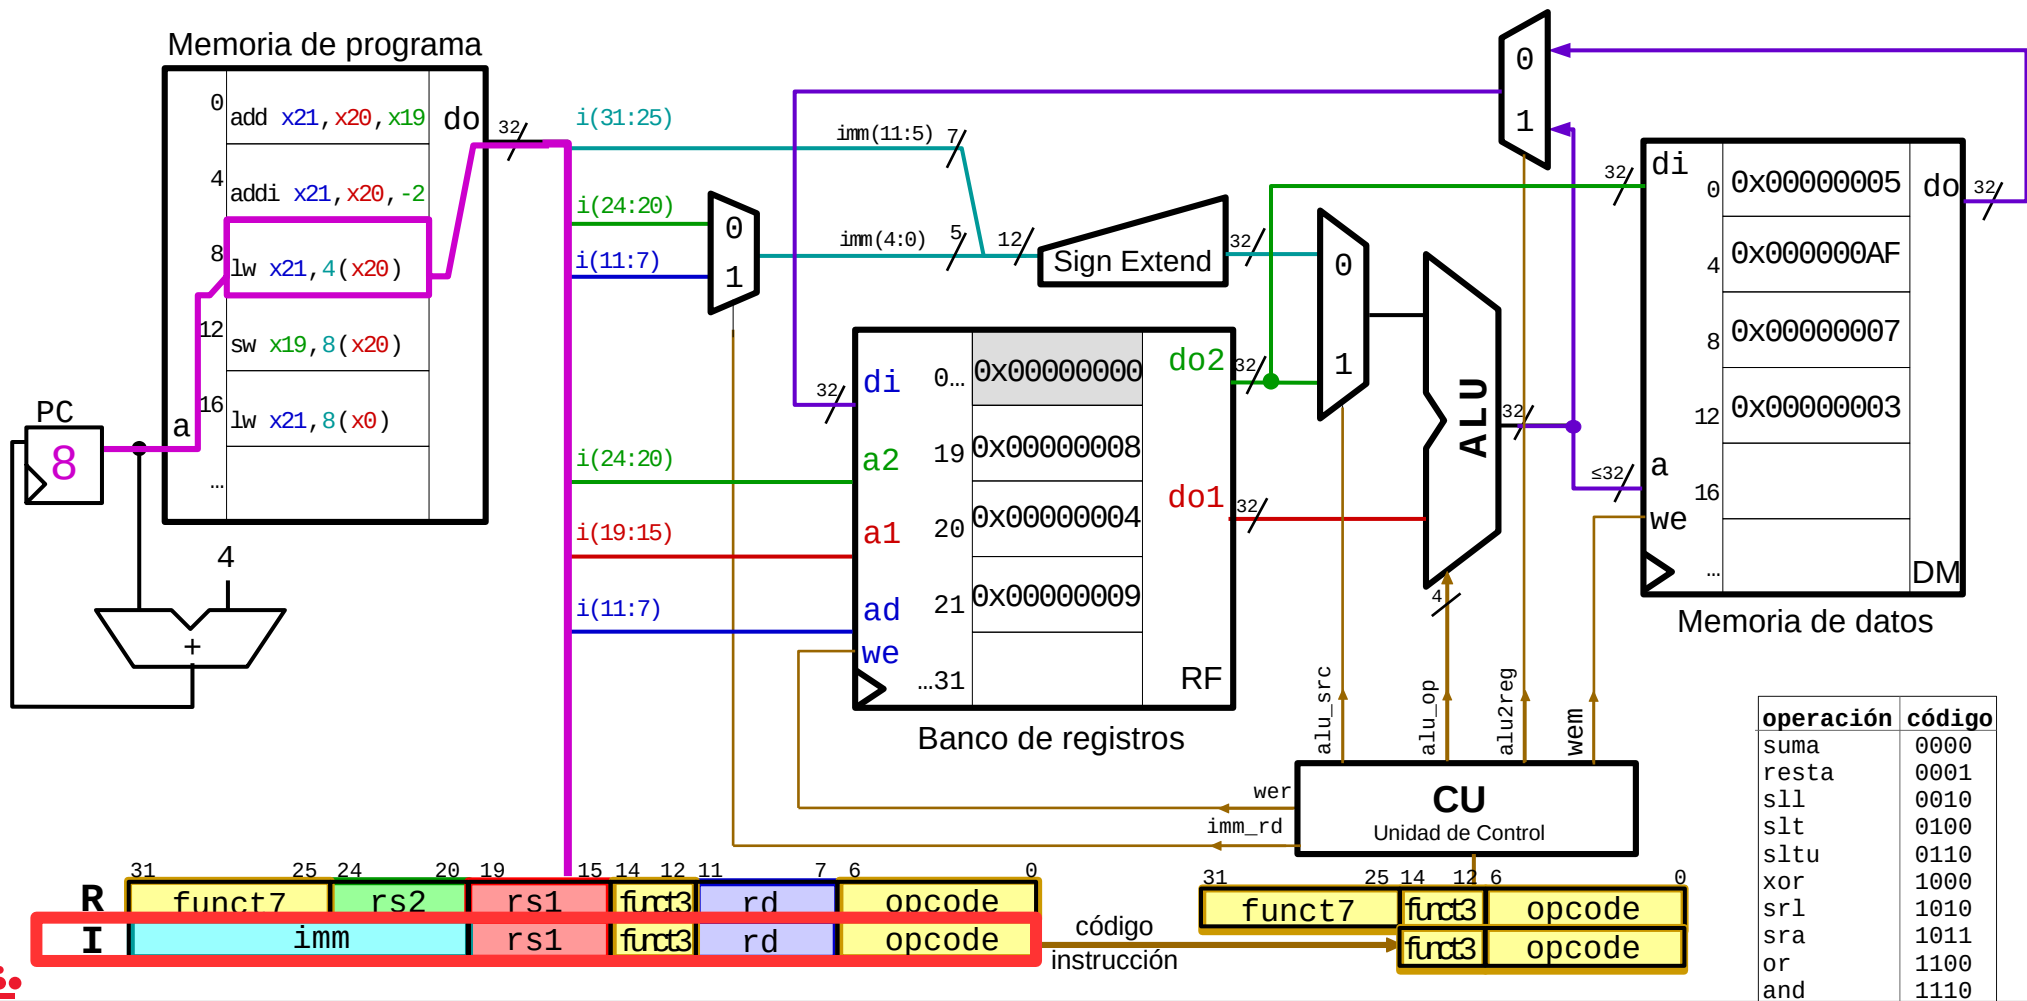 Memoria de programa
0 add x21,x20,x19
4 addi x21,x20,-2
8 lw x21,4(x20)
12 sw x19,8(x20)
16 lw x21,8(x0)
...
a
do
32
PC
8
4
+
i(31:25)
i(24:20)
i(11:7)
i(24:20)
i(19:15)
i(11:7)
0
1
imm(11:5) 7
imm(4:0) 5
12
Sign Extend
32
0
1
ALU
32
4
0
1
32
di
a2
a1
ad
we
0… 0x00000000
19 0x00000008
20 0x00000004
21 0x00000009
…31
do2
32
do1
32
RF
Banco de registros
32
di
a
we
≤32
0 0x00000005
4 0x000000AF
8 0x00000007
12 0x00000003
16
…
do
32
DM
Memoria de datos
alu_src
alu_op
alu2reg
wem
wer
imm_rd
CU
Unidad de Control
31 25 24 20 19 15 14 12 11 7 6 0
R funct7 rs2 rs1 funct3 rd opcode
I imm rs1 funct3 rd opcode
código
instrucción
31 25 14 12 6 0
funct7 funct3 opcode
funct3 opcode
operación código
suma 0000
resta 0001
sll 0010
slt 0100
sltu 0110
xor 1000
srl 1010
sra 1011
or 1100
and 1110